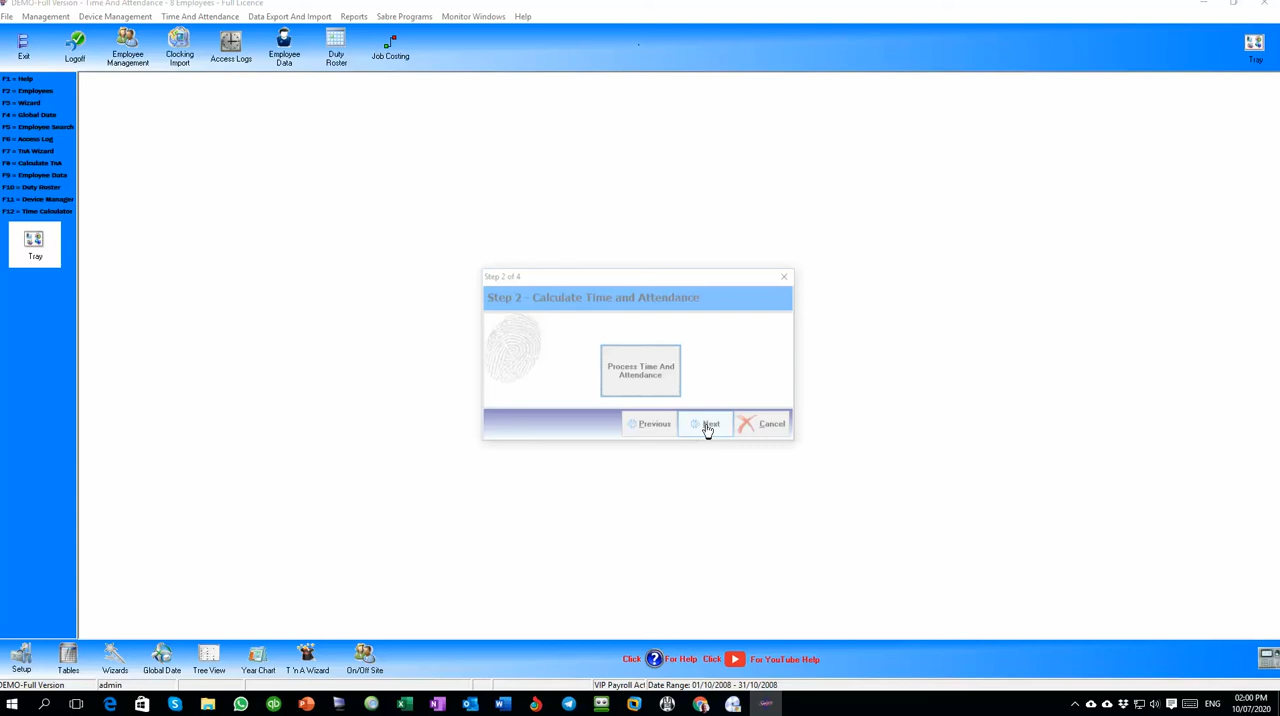 DEMO-Full Version - Time And Attendance - 8 Employees - Full Licence
File Management Device Management Time And Attendance Data Export And Import Reports Sabre Programs Monitor Windows Help
Exit
Logoff
Employee
Management
Clocking
Import
Access Logs
Employee
Data
Duty
Roster
Job Costing
Tray
F1 = Help
F2 = Employees
F3 = Wizard
F4 = Global Date
F5 = Employee Search
F6 = Access Log
F7 = TnA Wizard
F8 = Calculate TnA
F9 = Employee Data
F10 = Duty Roster
F11 = Device Manager
F12 = Time Calculator
Tray
Step 2 of 4
Step 2 - Calculate Time and Attendance
Process Time And
Attendance
Previous Next Cancel
Setup Tables Wizards Global Date Tree View Year Chart T 'n A Wizard On/Off Site
Click ? For Help Click For YouTube Help
DEMO-Full Version admin VIP Payroll Act Date Range: 01/10/2008 - 31/10/2008
ENG
02:00 PM
10/07/2020